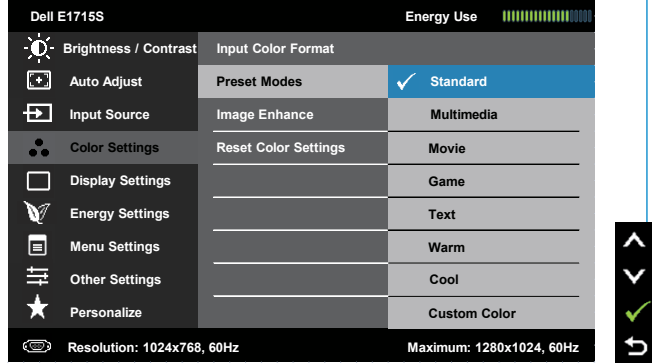 Dell E1715S Energy Use
Brightness / Contrast Input Color Format
Auto Adjust Preset Modes Standard
Input Source Image Enhance Multimedia
Color Settings Reset Color Settings Movie
Display Settings Game
Energy Settings Text
Menu Settings Warm
Other Settings Cool
Personalize Custom Color
Resolution: 1024x768, 60Hz Maximum: 1280x1024, 60Hz